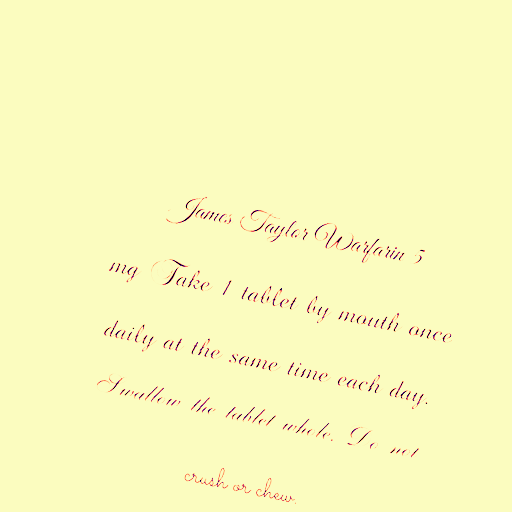 James Taylor Warfarin 5
mg Take 1 tablet by mouth once
daily at the same time each day.
Swallow the tablet whole. Do not
crush or chew.